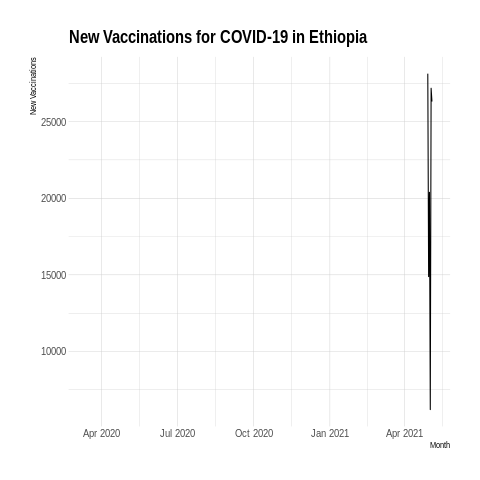 New Vaccinations for COVID-19 in Ethiopia
New Vaccinations
25000
20000
15000
10000
Apr 2020 Jul 2020 Oct 2020 Jan 2021 Apr 2021
Month